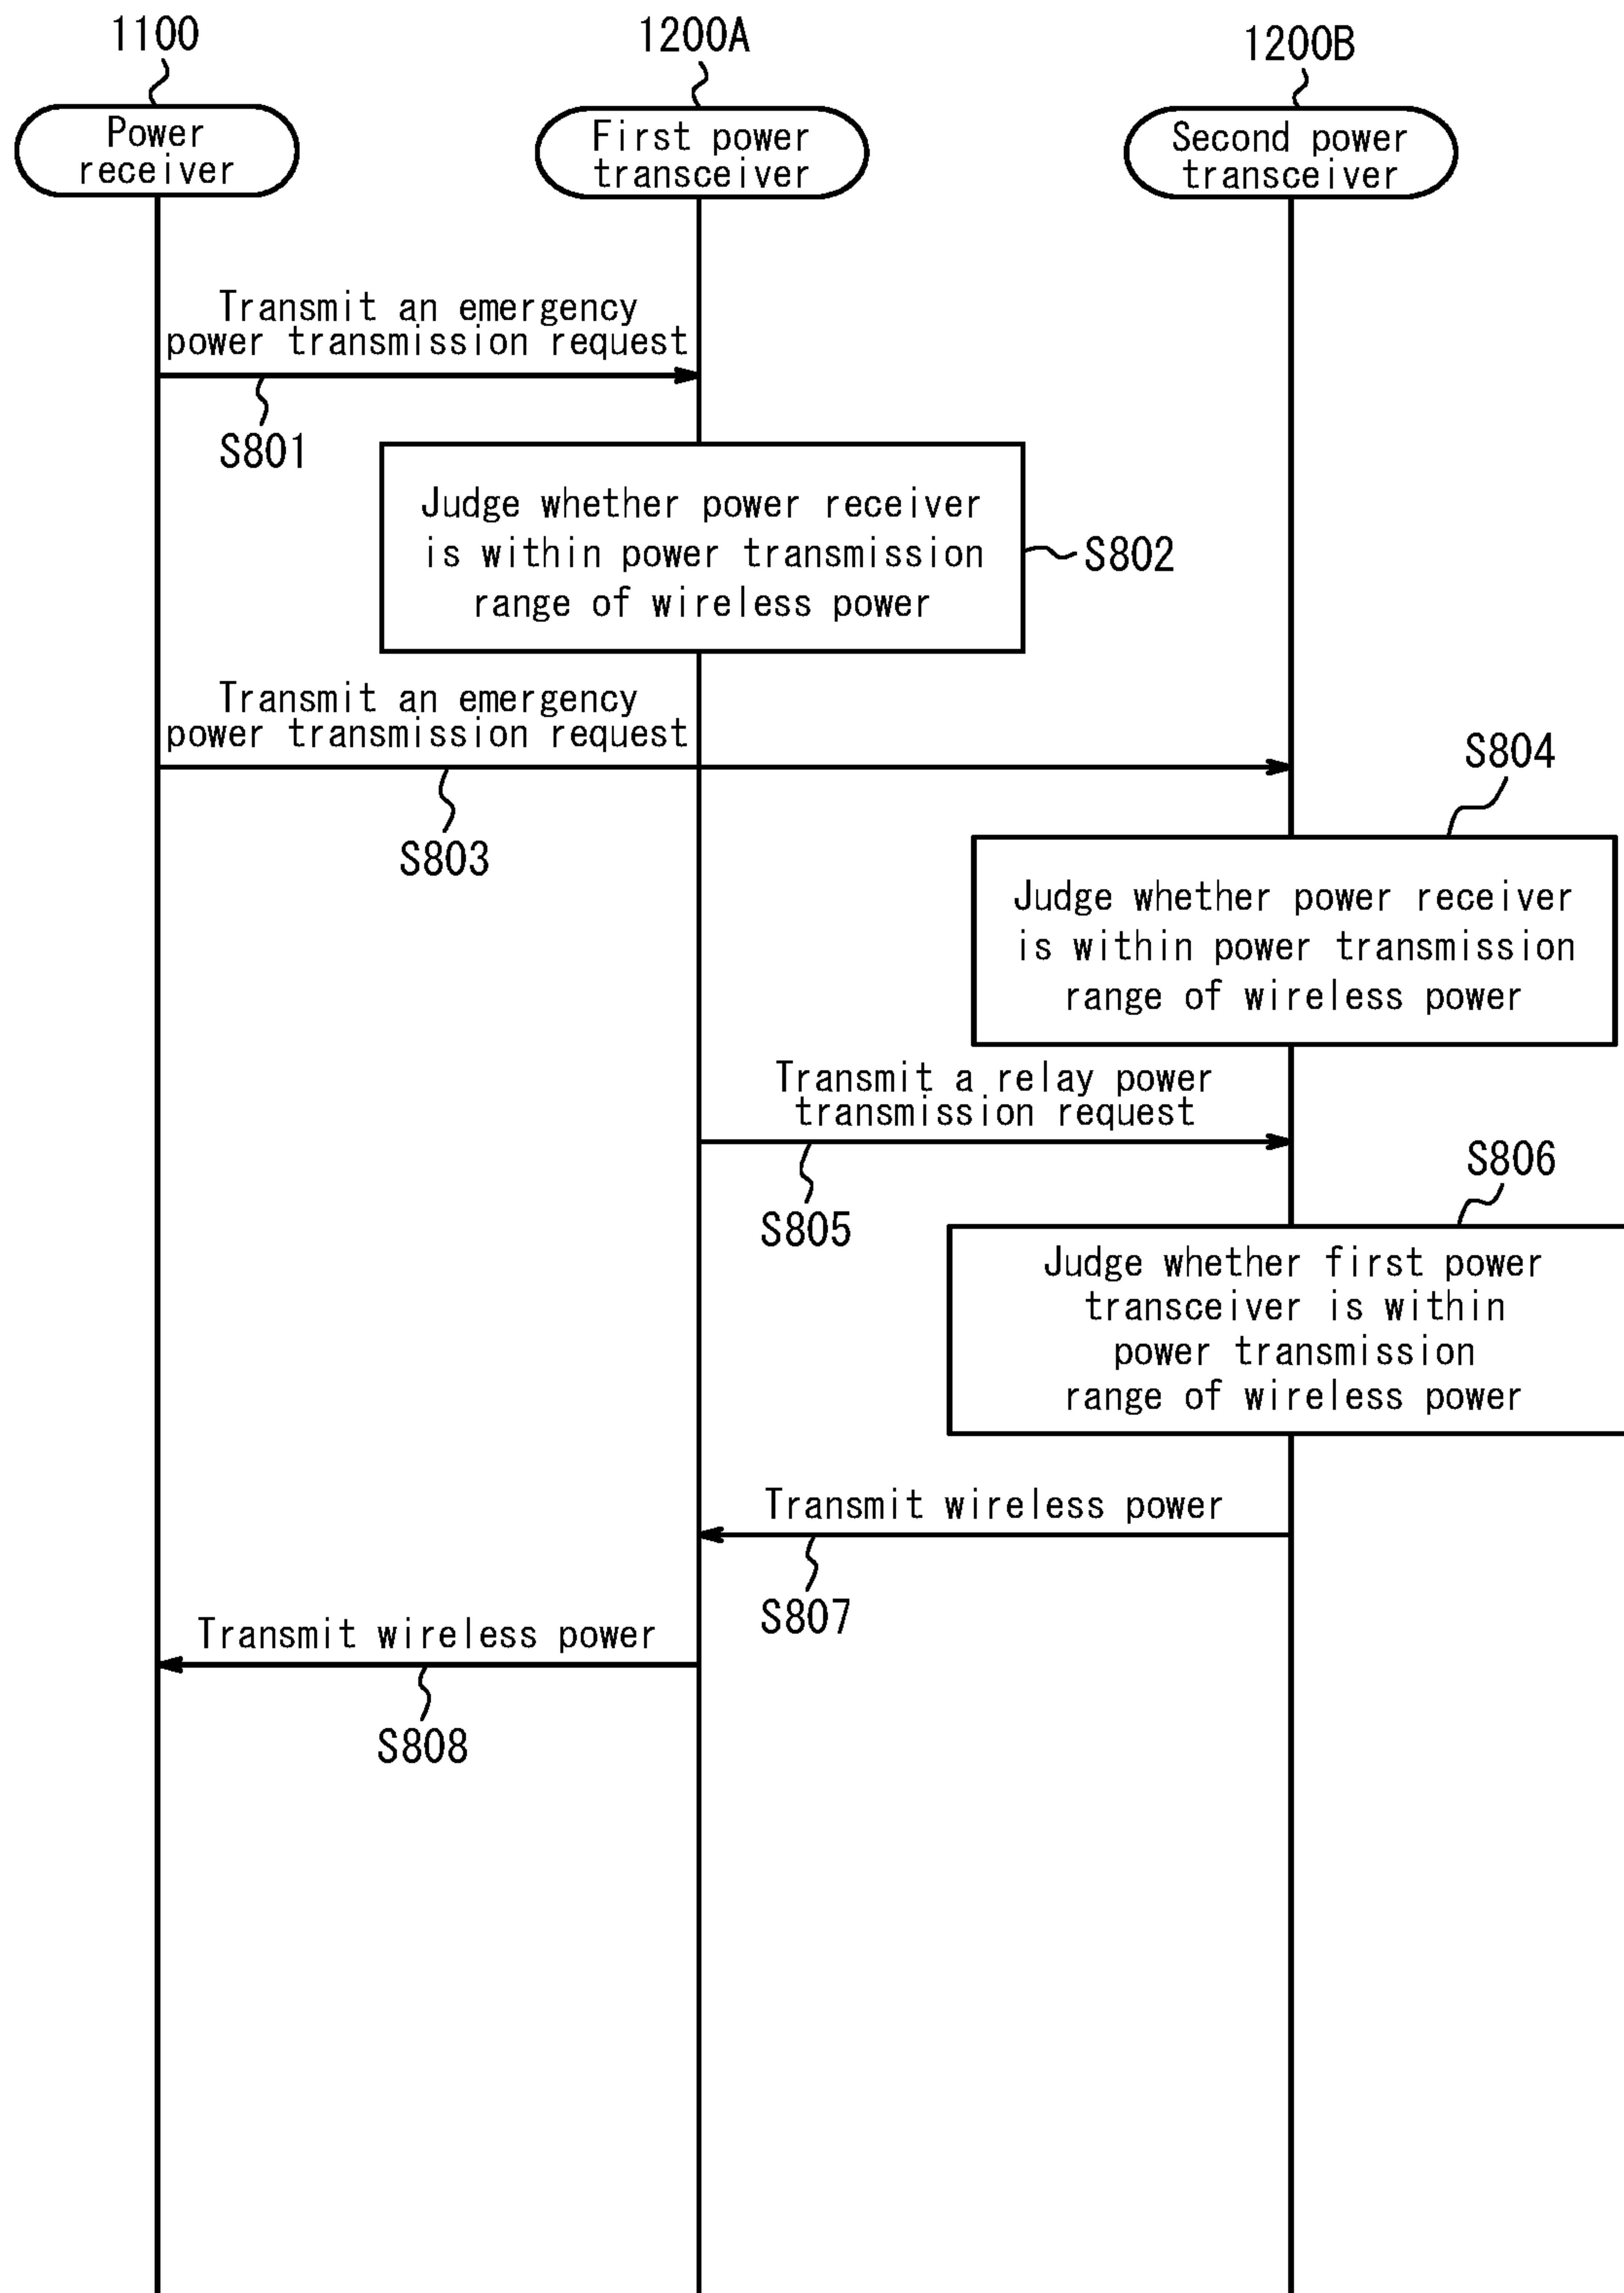 1100
1200A
1200B
Power
receiver
First power
transceiver
Second power
transceiver
Transmit an emergency
power transmission request
S801
Judge whether power receiver
is within power transmission
range of wireless power
S802
Transmit an emergency
power transmission request
S803
S804
Judge whether power receiver
is within power transmission
range of wireless power
Transmit a relay power
transmission request
S805
S806
Judge whether first power
transceiver is within
power transmission
range of wireless power
Transmit wireless power
S807
Transmit wireless power
S808